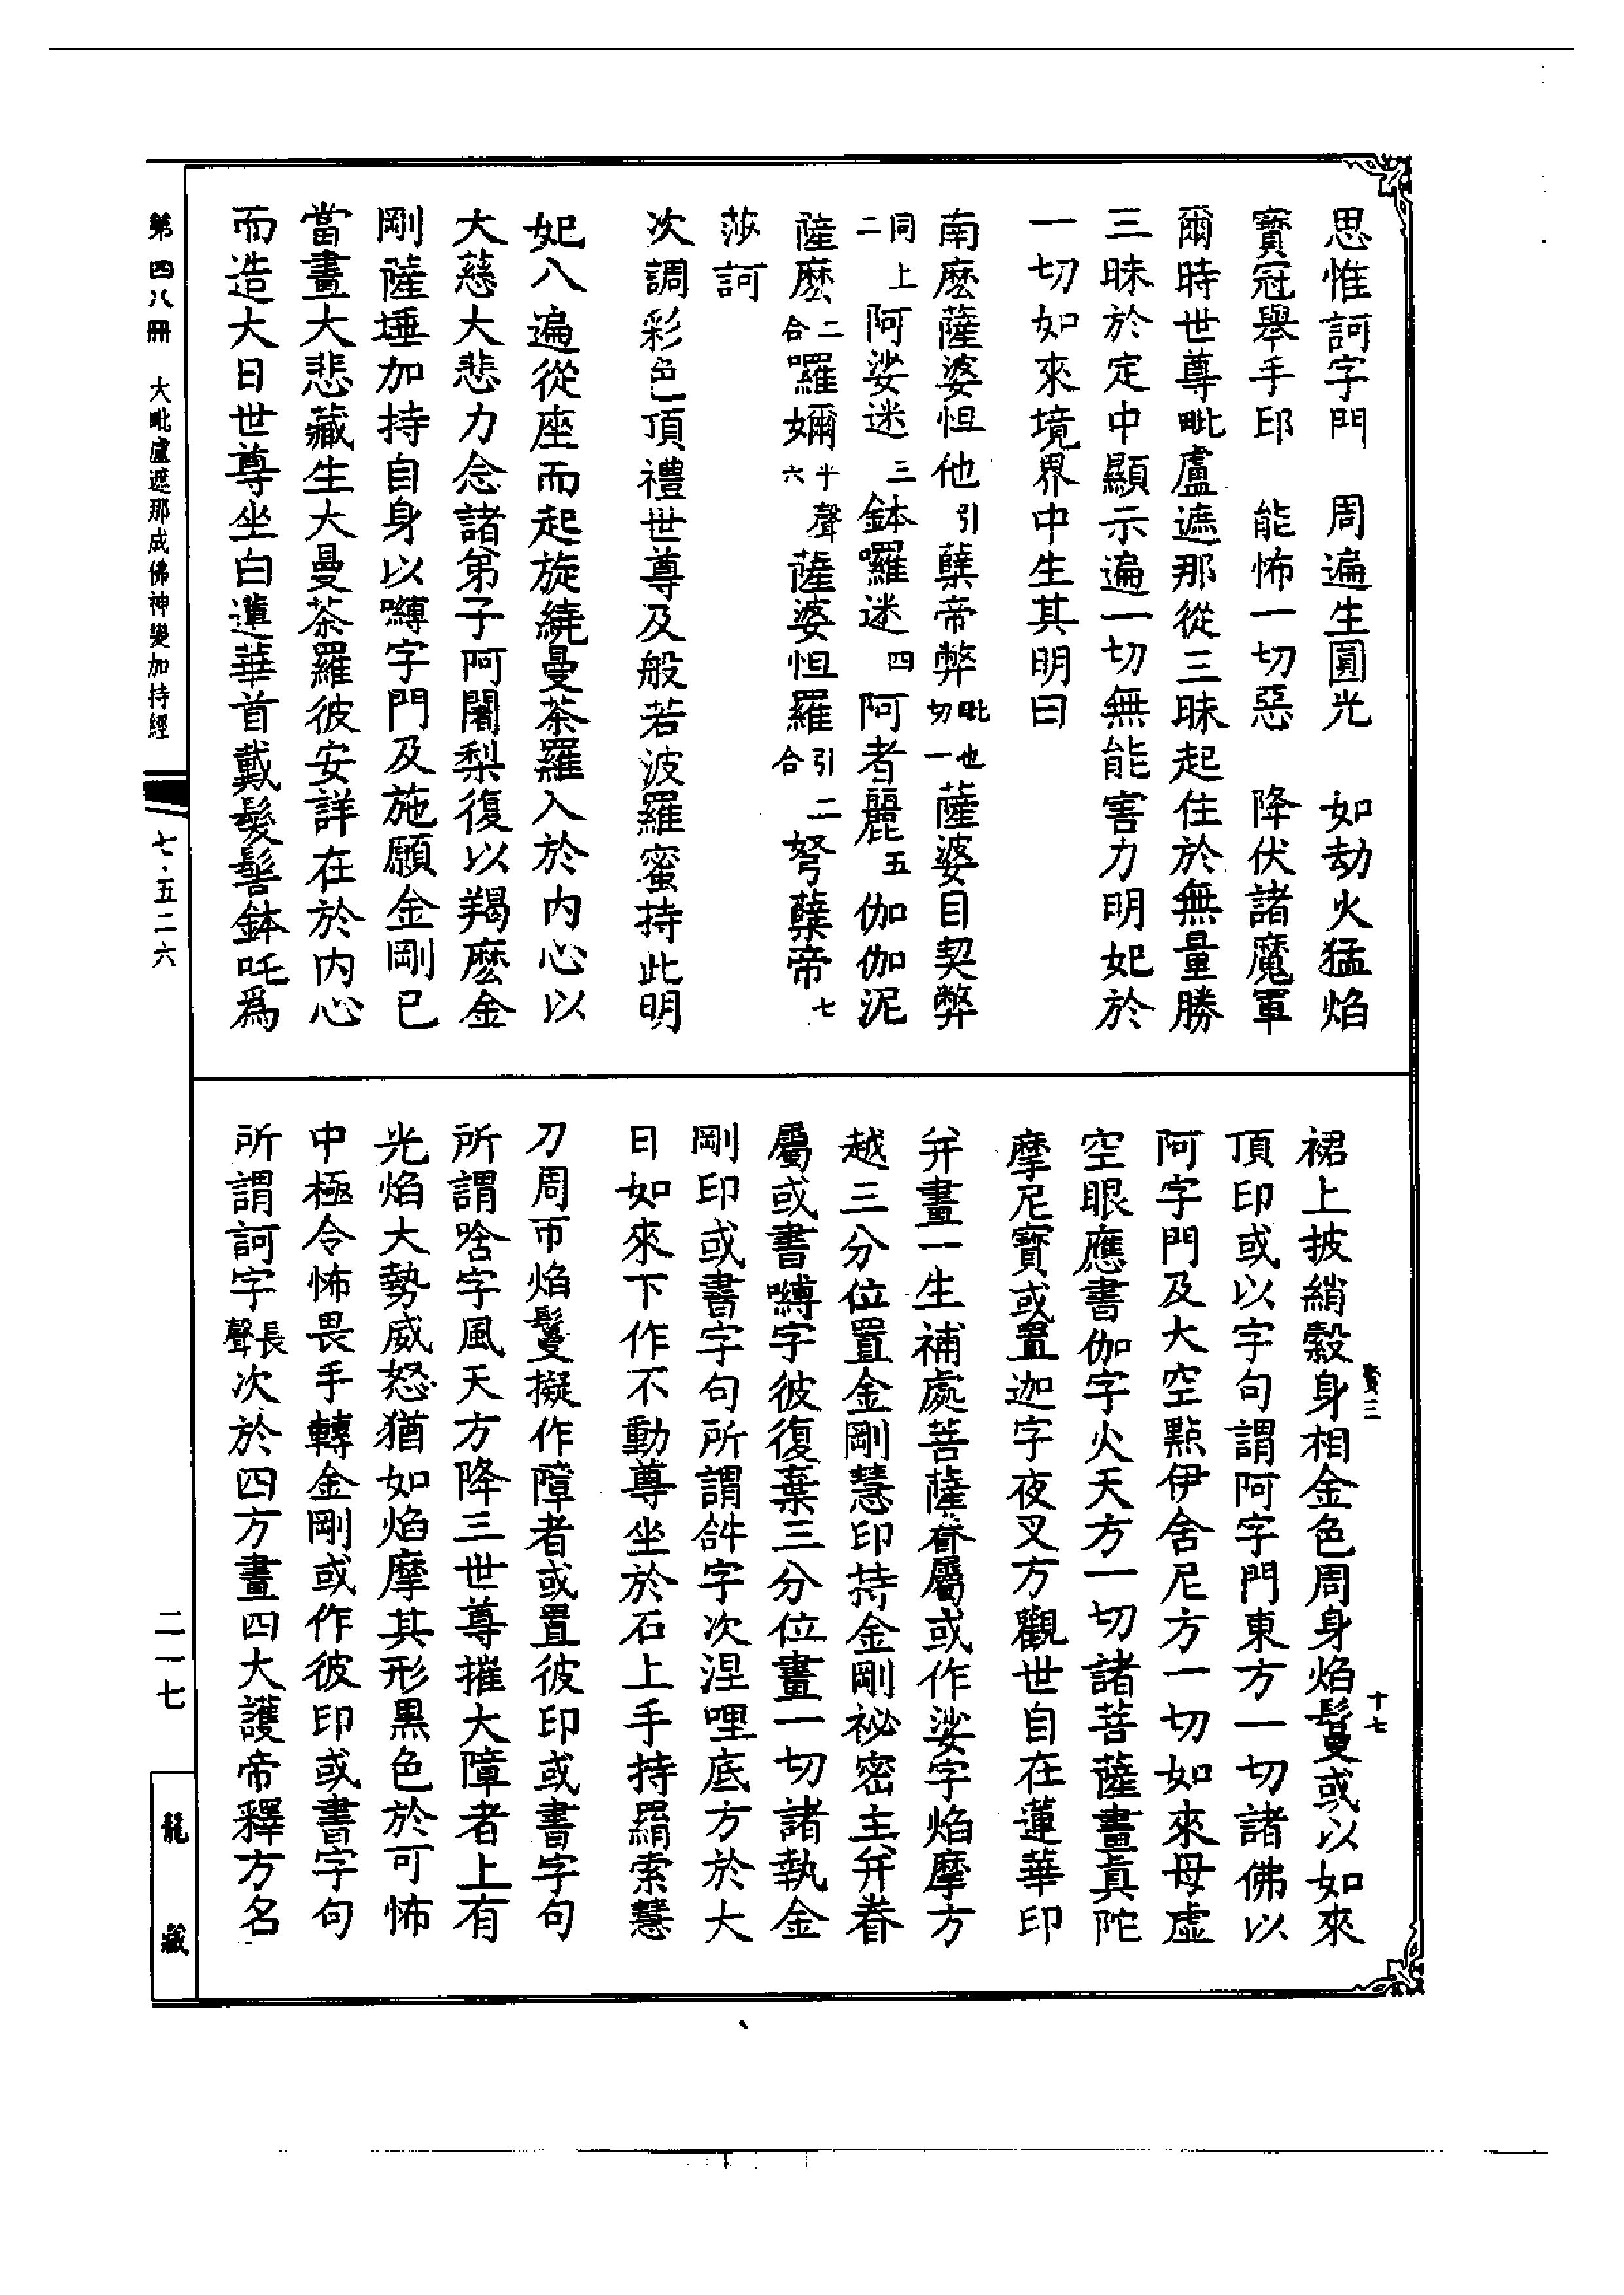 思惟訶字門　周遍生圓光　如劫火猛焰
寶冠舉手印　能怖一切惡　降伏諸魔軍
爾時世尊毗盧遮那從三昧起住於無量勝
三昧於定中顯示遍一切無能害力明妃於
一切如來境界中生其明曰
南麽薩婆怛他引蘖帝弊毗也切一薩婆目契弊
同上二阿娑迷三鉢囉迷四阿者麗五伽伽泥
薩麽二合囉嬭平聲六薩婆怛羅引二合弩蘖帝七
莎訶
次調彩色頂禮世尊及般若波羅蜜持此明
妃八遍從座而起旋繞曼荼羅入於內心以
大慈大悲力念諸弟子阿闍梨復以羯麽金
剛薩埵加持自身以嚩字門及施願金剛已
當畫大悲藏生大曼荼羅彼安詳在於內心
而造大日世尊坐白蓮華首戴髮髻鉢吒爲
裙上披綃縠身相金色周身焰鬘或以如來
頂印或以字句謂阿字門東方一切諸佛以
阿字門及大空點伊舍尼方一切如來母虛
空眼應書伽字火天方一切諸菩薩畫真陀
摩尼寶或置迦字夜叉方觀世自在蓮華印
并畫一生補處菩薩眷屬或作娑字焰摩方
越三分位置金剛慧印持金剛祕密主并眷
屬或書嚩字彼復棄三分位畫一切諸執金
剛印或書字句所謂𤙖字次涅哩底方於大
日如來下作不動尊坐於石上手持羂索慧
刀周帀焰鬘擬作障者或置彼印或書字句
所謂唅字風天方降三世尊摧大障者上有
光焰大勢威怒猶如焰摩其形黑色於可怖
中極令怖畏手轉金剛或作彼印或書字句
所謂訶字長聲次於四方畫四大護帝釋方名
寶三
十七
第四八冊　大毗盧遮那成佛神變加持經
七·五二六
二一七
龍藏